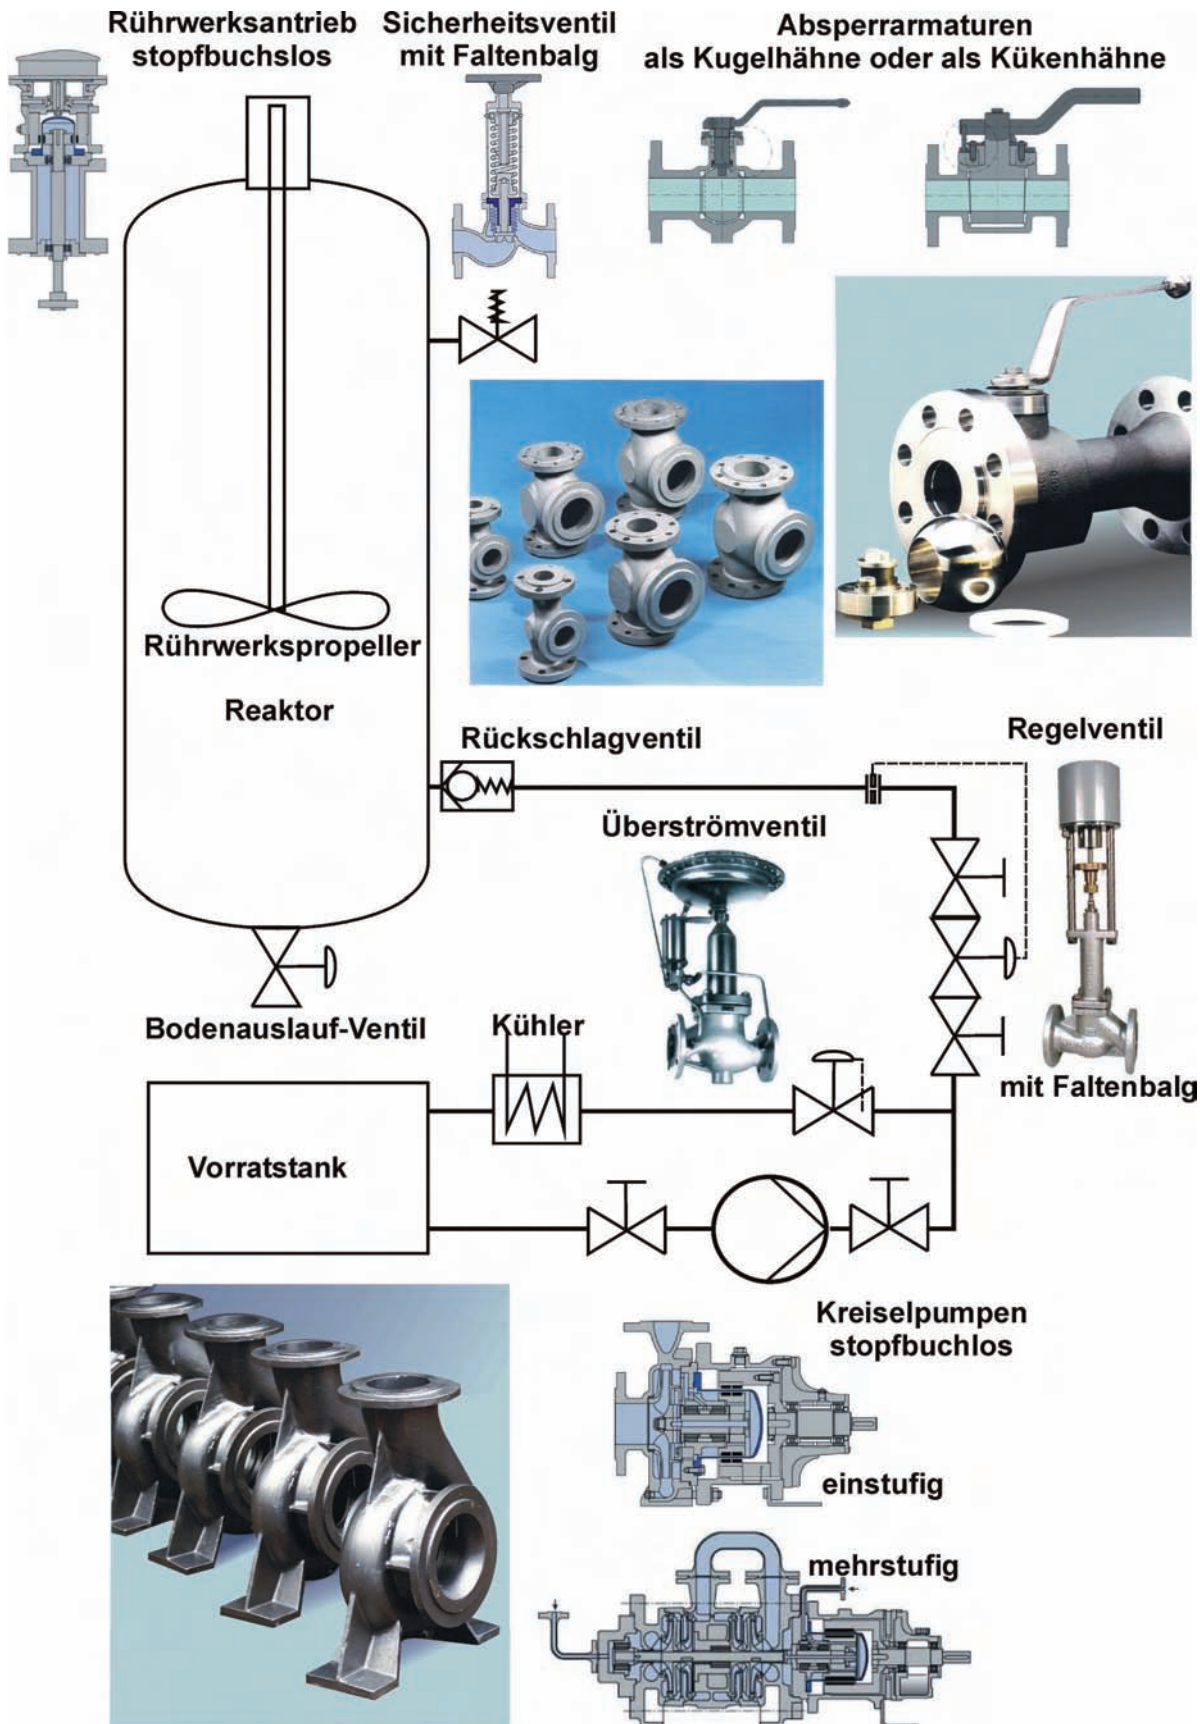 Rührwerksantrieb
stopfbuchslos
Sicherheitsventil
mit Faltenbalg
Absperrarmaturen
als Kugelhähne oder als Kükenhähne
Rührwerkspropeller
Reaktor
Rückschlagventil
Regelventil
Überströmventil
Bodenauslauf-Ventil
Kühler
mit Faltenbalg
Vorratstank
Kreiselpumpen
stopfbuchlos
einstufig
mehrstufig